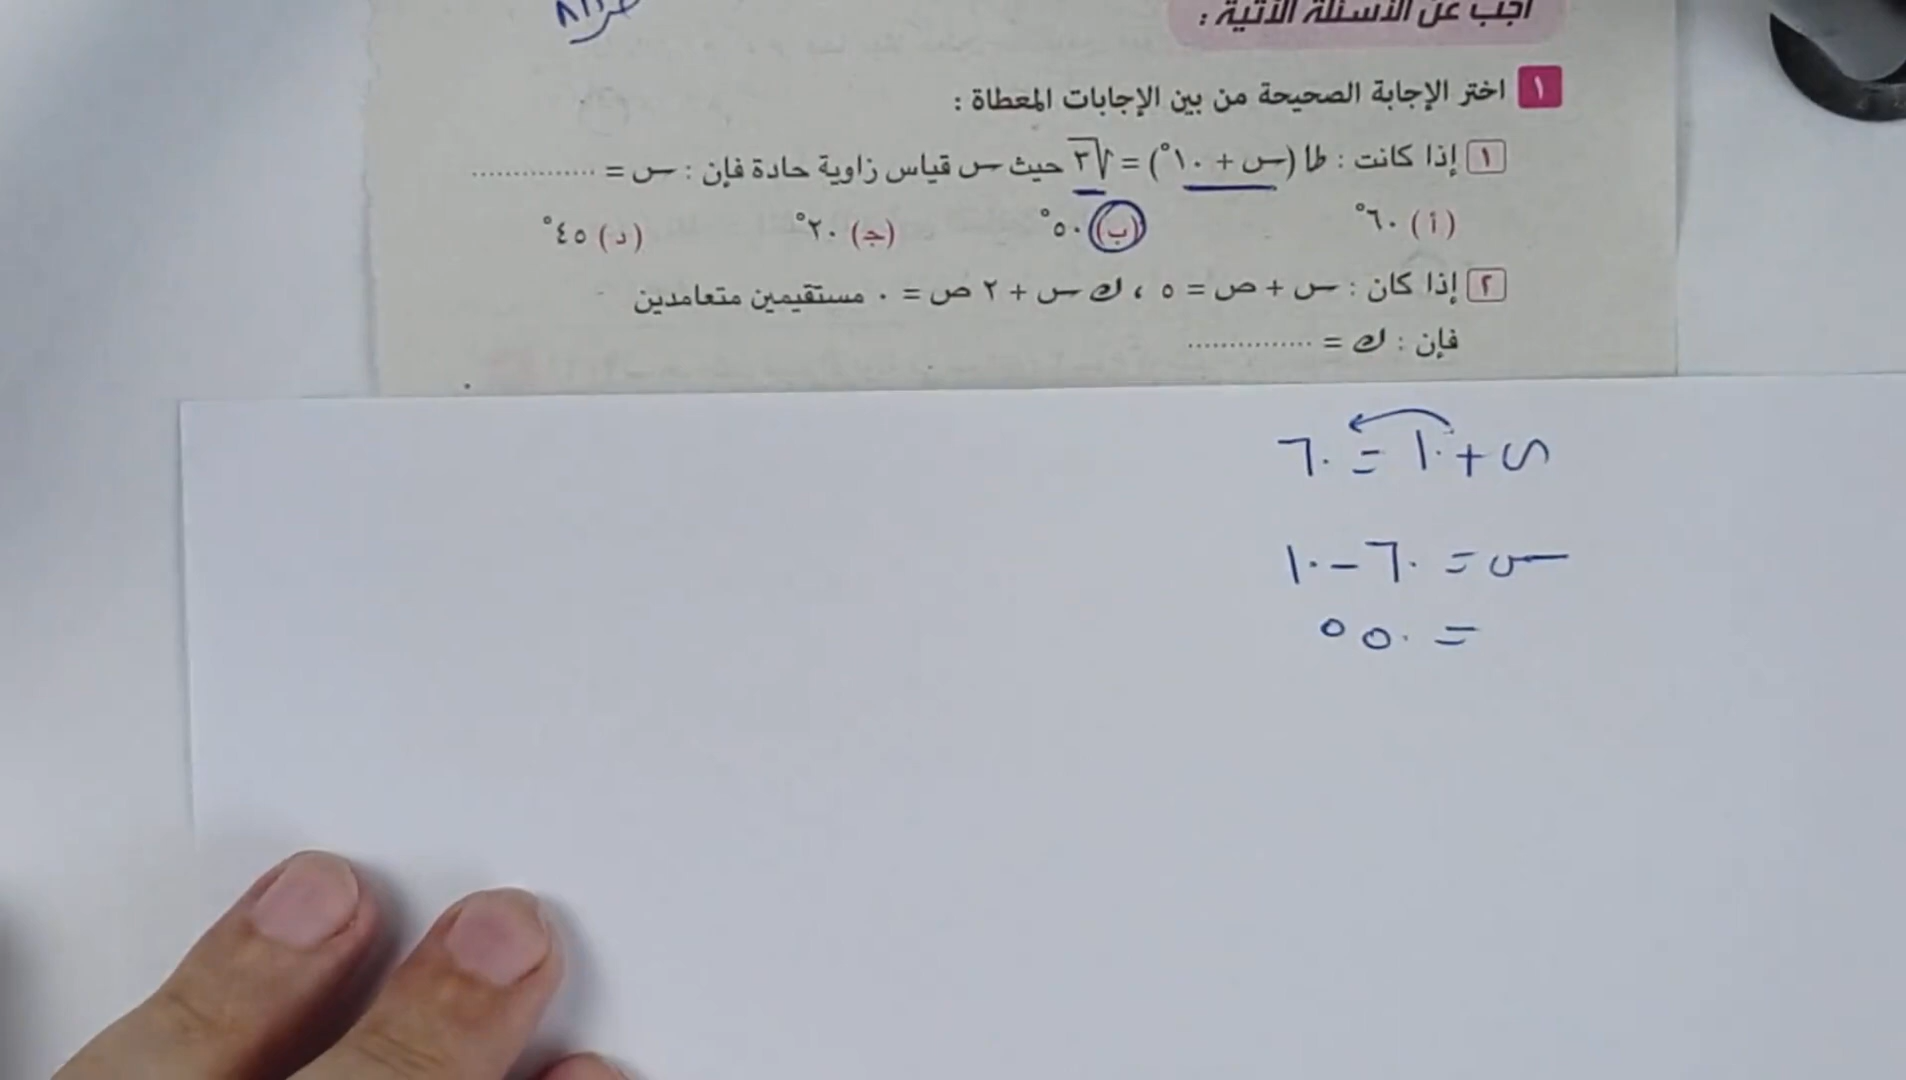 أجب عن الأسئلة الآتية :
١ اختر الإجابة الصحيحة من بين الإجابات المعطاة :
١ إذا كانت : طا (س + ١٠°) = √٣ حيث س قياس زاوية حادة فإن : س = ...............
(أ) ٦٠° (ب) ٥٠° (جـ) ٢٠° (د) ٤٥°
٢ إذا كان : س + ص = ٥ ، ك س + ٢ ص = ٠ مستقيمين متعامدين
فإن : ك = ...............
س + ١٠ = ٦٠
س = ٦٠ - ١٠
= ٥٠°